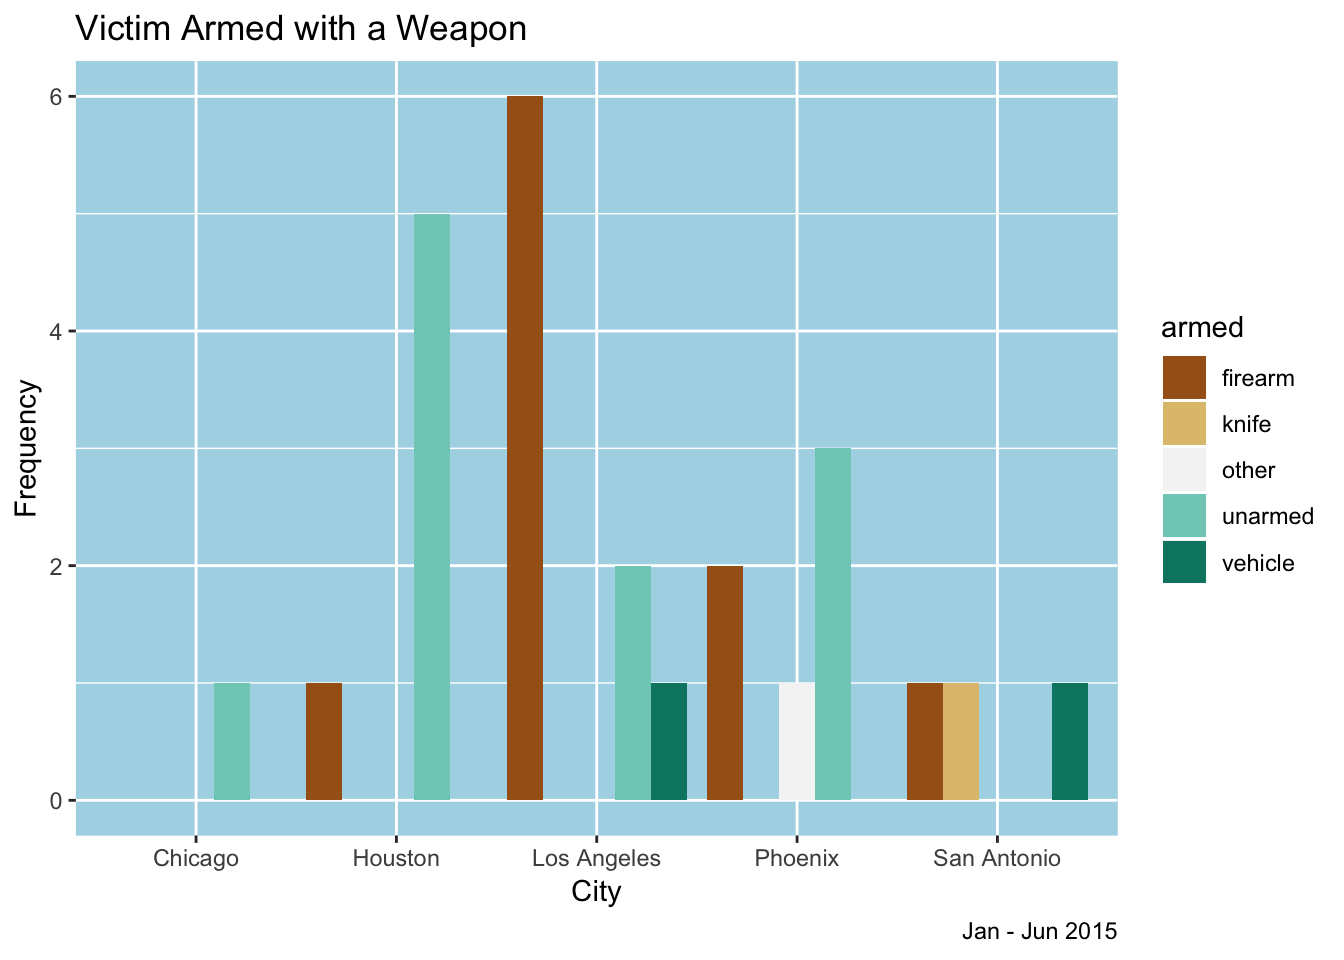 Victim Armed with a Weapon
6
4
2
0
Frequency
Chicago Houston Los Angeles Phoenix San Antonio
City
Jan - Jun 2015
armed
firearm
knife
other
unarmed
vehicle